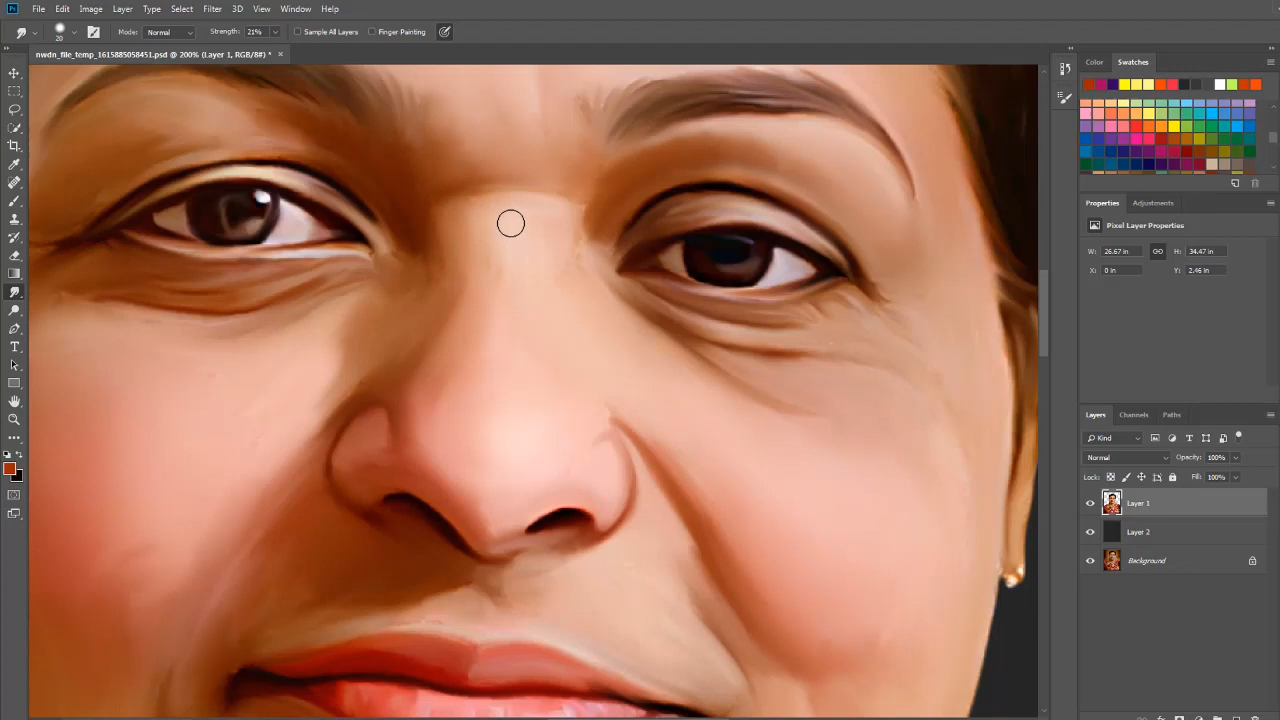 File Edit Image Layer Type Select Filter 3D View Window Help
20 Mode: Normal Strength: 21% Sample All Layers Finger Painting
nwdn_file_temp_1615885058451.psd @ 200% (Layer 1, RGB/8#) * ×
Color Swatches
Properties Adjustments
Pixel Layer Properties
W: 26.67 in H: 34.47 in
X: 0 in Y: 2.46 in
Layers Channels Paths
Kind
Normal Opacity: 100%
Lock: Fill: 100%
Layer 1
Layer 2
Background